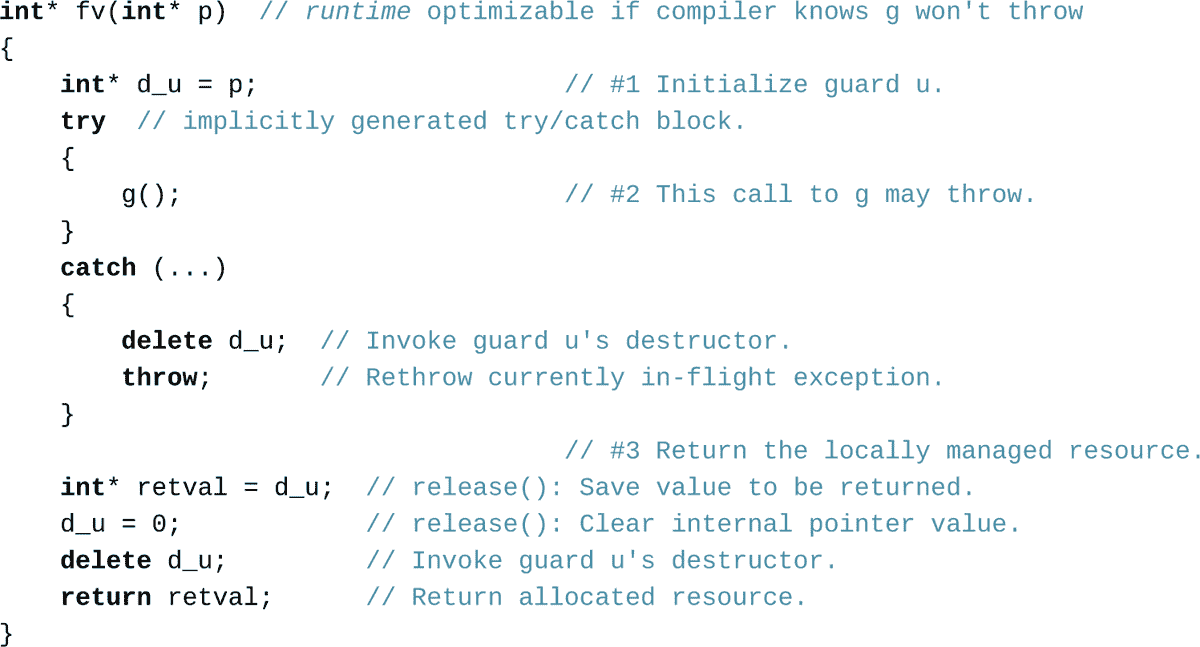 int* fv(int* p)  // runtime optimizable if compiler knows g won't throw
{
    int* d_u = p;                    // #1 Initialize guard u.
    try  // implicitly generated try/catch block.
    {
        g();                         // #2 This call to g may throw.
    }
    catch (...)
    {
        delete d_u;  // Invoke guard u's destructor.
        throw;       // Rethrow currently in-flight exception.
    }
                                     // #3 Return the locally managed resource.
    int* retval = d_u;  // release(): Save value to be returned.
    d_u = 0;            // release(): Clear internal pointer value.
    delete d_u;         // Invoke guard u's destructor.
    return retval;      // Return allocated resource.
}